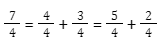 7/4 = 4/4 + 3/4 = 5/4 + 2/4